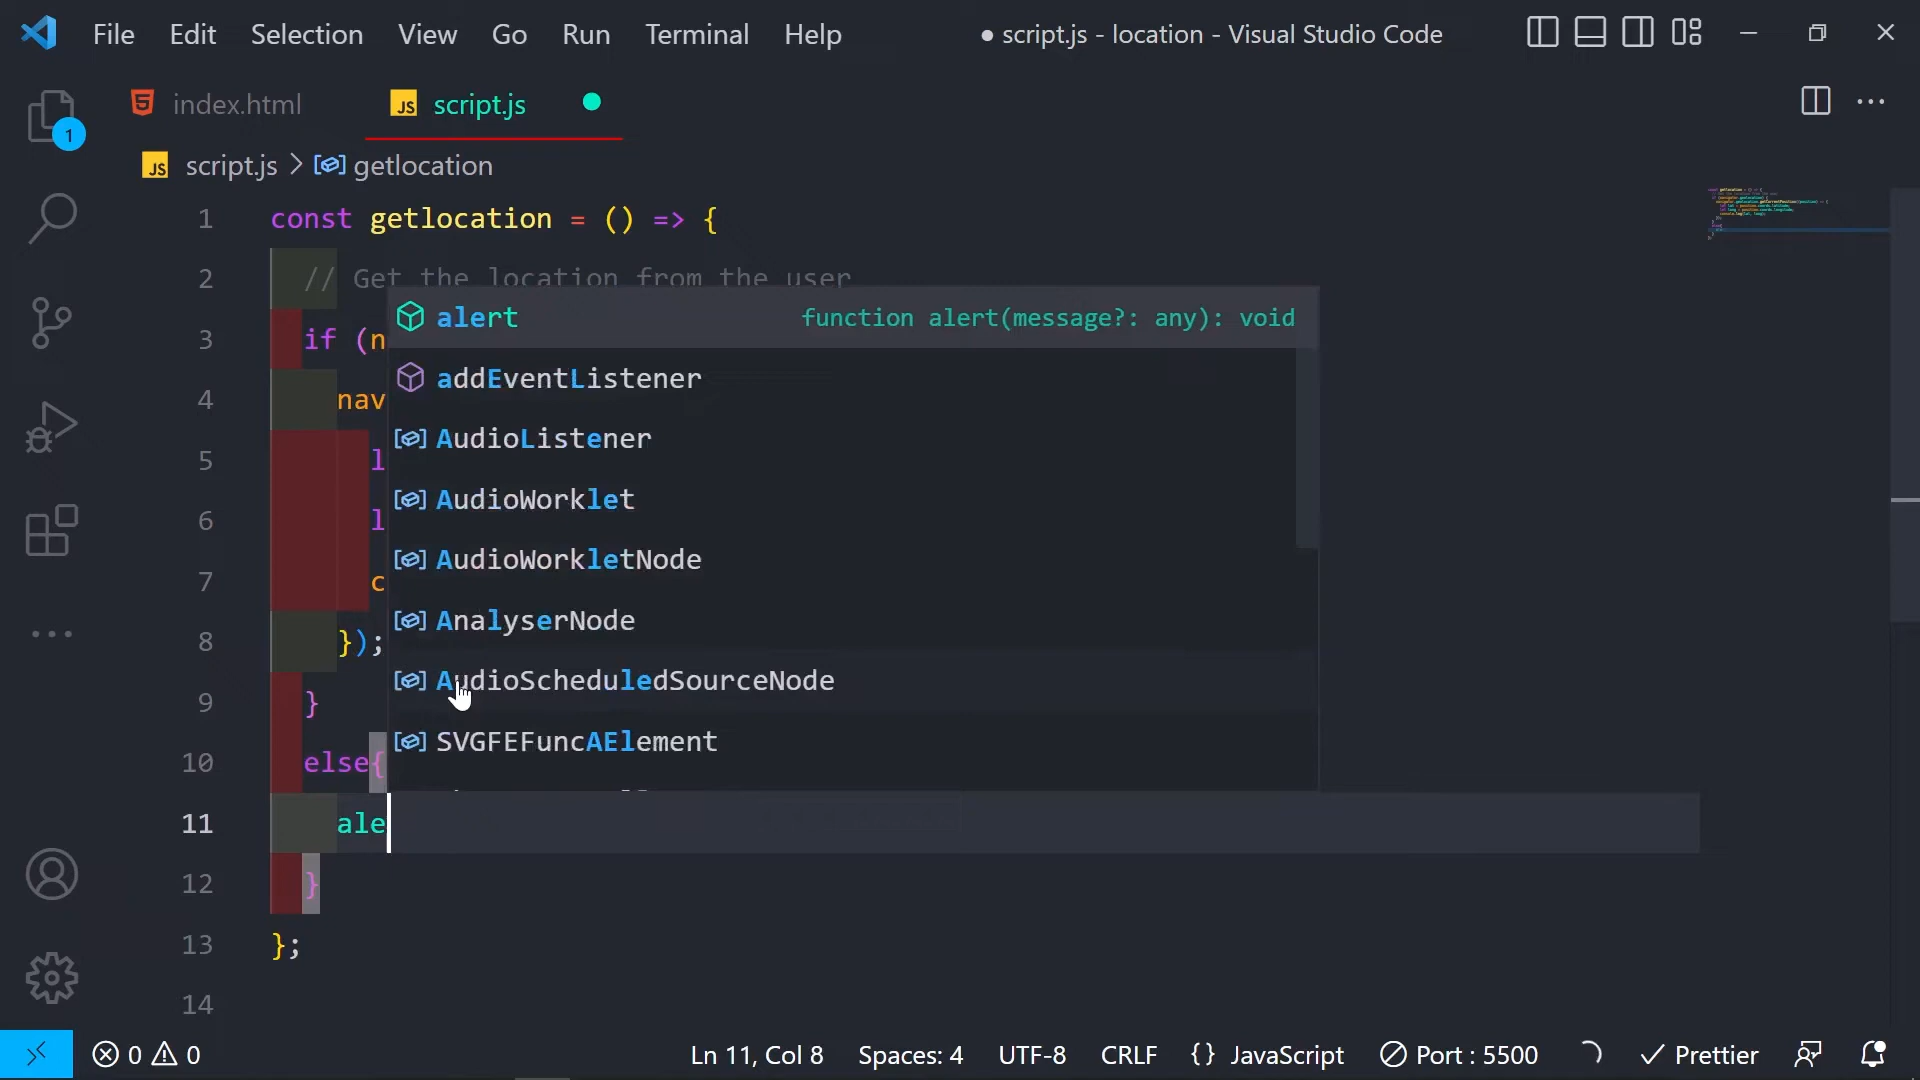 File Edit Selection View Go Run Terminal Help ● script.js - location - Visual Studio Code
index.html JS script.js
JS script.js > getlocation
1 const getlocation = () => {
2 // Get the location from the user
3 if (n
4 nav
5 l
6 l
7 c
8 });
9 }
10 else{
11 ale
12 }
13 };
14
alert function alert(message?: any): void
addEventListener
AudioListener
AudioWorklet
AudioWorkletNode
AnalyserNode
AudioScheduledSourceNode
SVGFEFuncAElement
1
0 0 Ln 11, Col 8 Spaces: 4 UTF-8 CRLF {} JavaScript Port : 5500 Prettier